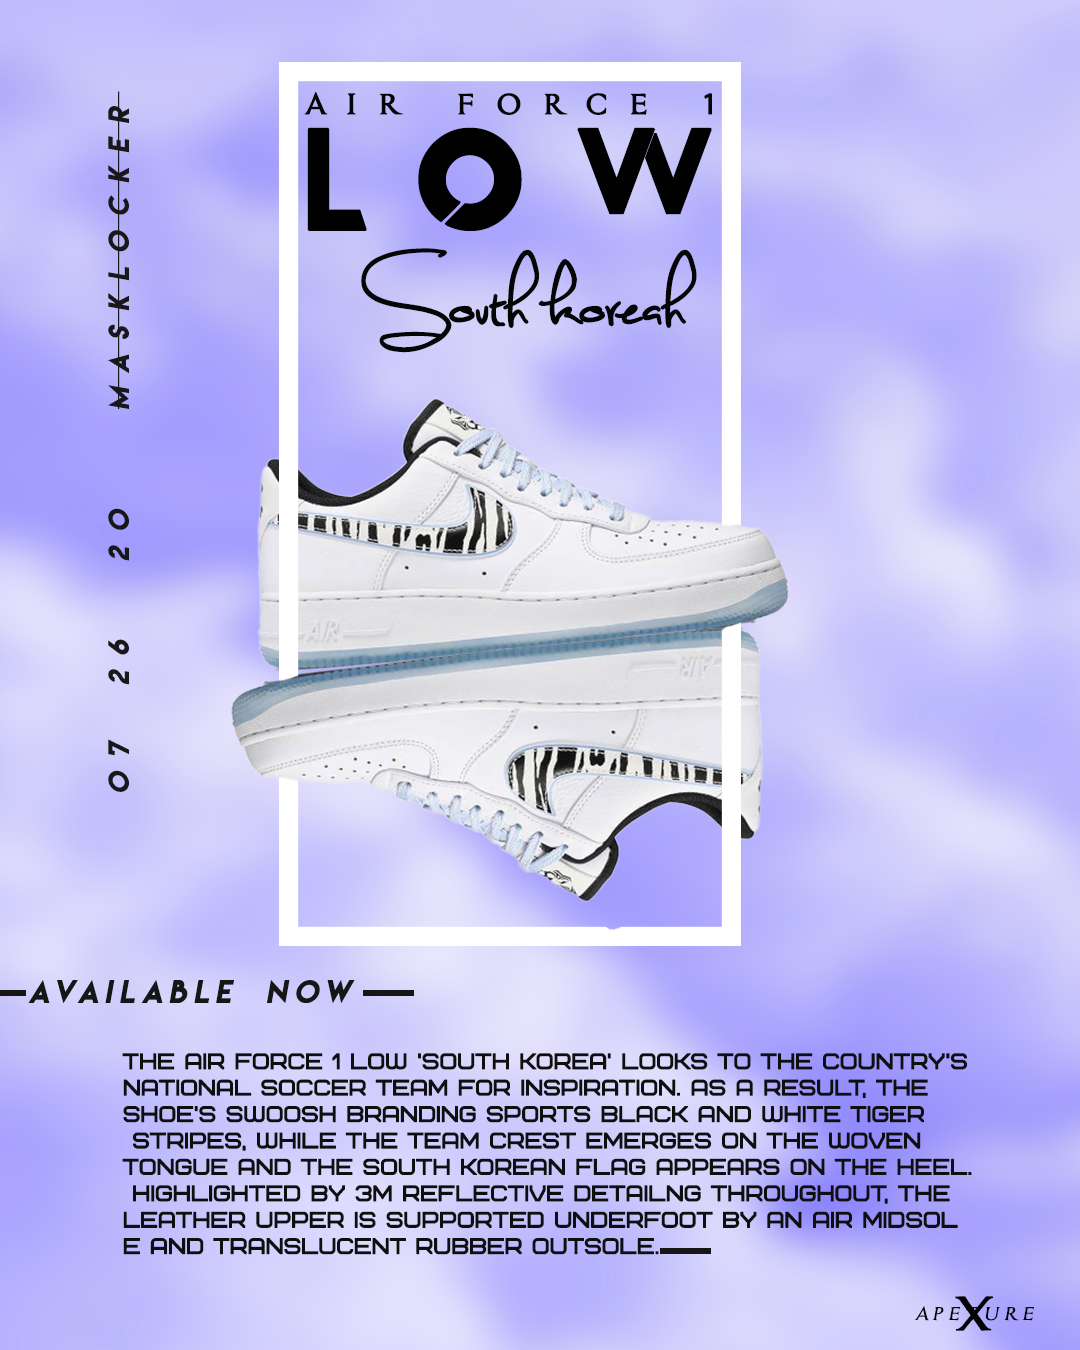 AIR FORCE 1
LOW
South koreah
MASKLOCKER
07 26 20
AIR
AIR
AVAILABLE NOW
THE AIR FORCE 1 LOW 'SOUTH KOREA' LOOKS TO THE COUNTRY'S
NATIONAL SOCCER TEAM FOR INSPIRATION. AS A RESULT, THE
SHOE'S SWOOSH BRANDING SPORTS BLACK AND WHITE TIGER
STRIPES, WHILE THE TEAM CREST EMERGES ON THE WOVEN
TONGUE AND THE SOUTH KOREAN FLAG APPEARS ON THE HEEL.
HIGHLIGHTED BY 3M REFLECTIVE DETAILNG THROUGHOUT, THE
LEATHER UPPER IS SUPPORTED UNDERFOOT BY AN AIR MIDSOL
E AND TRANSLUCENT RUBBER OUTSOLE.
APEXURE